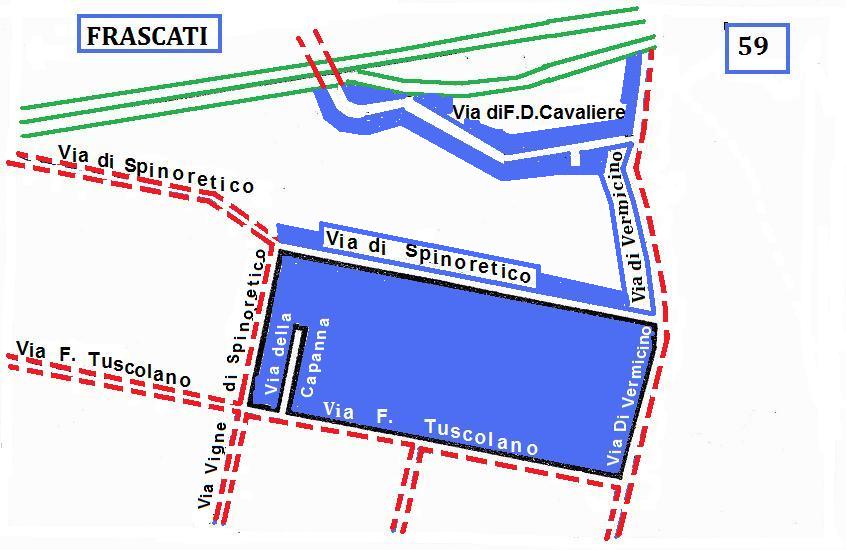 FRASCATI
59
Via diF.D.Cavaliere
Via di Spinoretico
Via di Vermicino
Via di Spinoretico
di Spinoretico
Via F. Tuscolano
Via della
Capanna
Via Di Vermicino
Via F. Tuscolano
Via Vigne